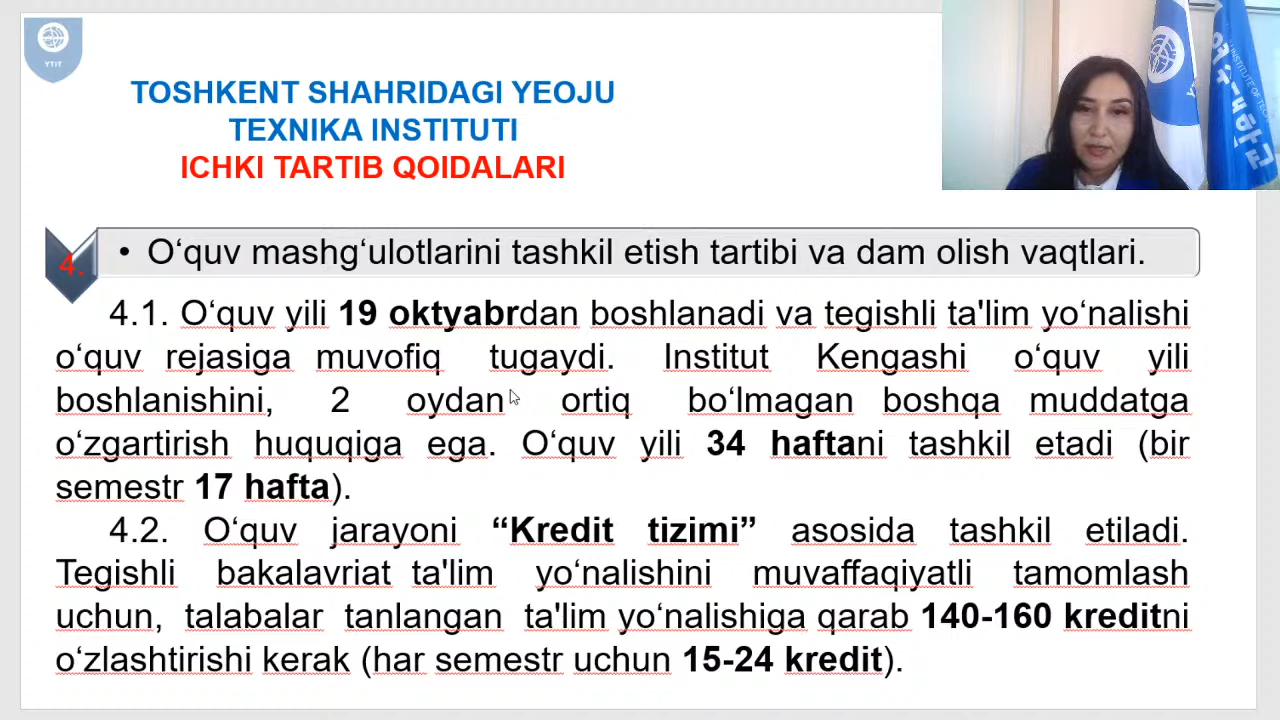 YTIT
TOSHKENT SHAHRIDAGI YEOJU
TEXNIKA INSTITUTI
ICHKI TARTIB QOIDALARI
4.
• O‘quv mashg‘ulotlarini tashkil etish tartibi va dam olish vaqtlari.
4.1. O‘quv yili 19 oktyabrdan boshlanadi va tegishli ta'lim yo‘nalishi
o‘quv rejasiga muvofiq tugaydi. Institut Kengashi o‘quv yili
boshlanishini, 2 oydan ortiq bo‘lmagan boshqa muddatga
o‘zgartirish huquqiga ega. O‘quv yili 34 haftani tashkil etadi (bir
semestr 17 hafta).
4.2. O‘quv jarayoni “Kredit tizimi” asosida tashkil etiladi.
Tegishli bakalavriat ta'lim yo‘nalishini muvaffaqiyatli tamomlash
uchun, talabalar tanlangan ta'lim yo‘nalishiga qarab 140-160 kreditni
o‘zlashtirishi kerak (har semestr uchun 15-24 kredit).